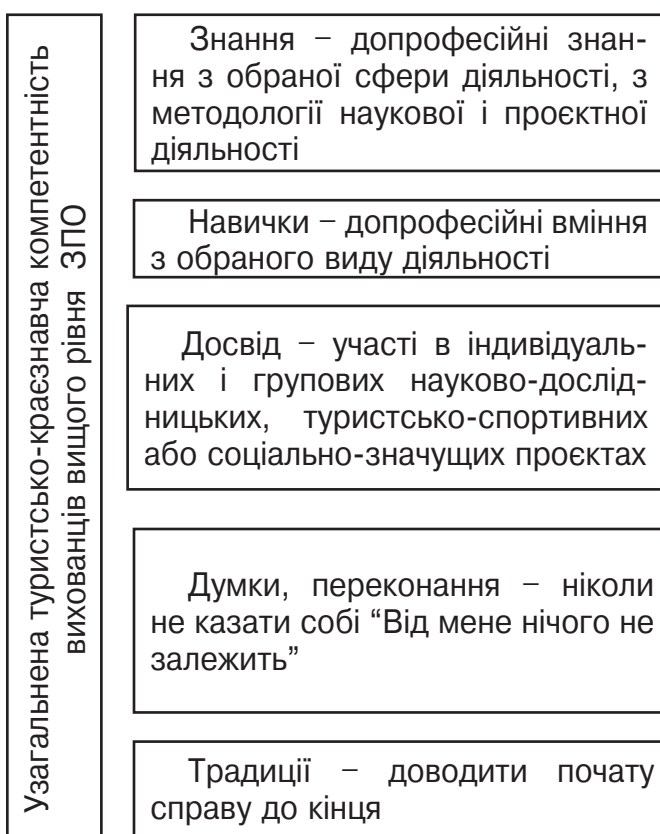 Узагальнена туристсько-краєзнавча компетентність
вихованців вищого рівня ЗПО
Знання – допрофесійні знан-
ня з обраної сфери діяльності, з
методології наукової і проєктної
діяльності
Навички – допрофесійні вміння
з обраного виду діяльності
Досвід – участі в індивідуаль-
них і групових науково-дослід-
ницьких, туристсько-спортивних
або соціально-значущих проєктах
Думки, переконання – ніколи
не казати собі “Від мене нічого не
залежить”
Традиції – доводити почату
справу до кінця